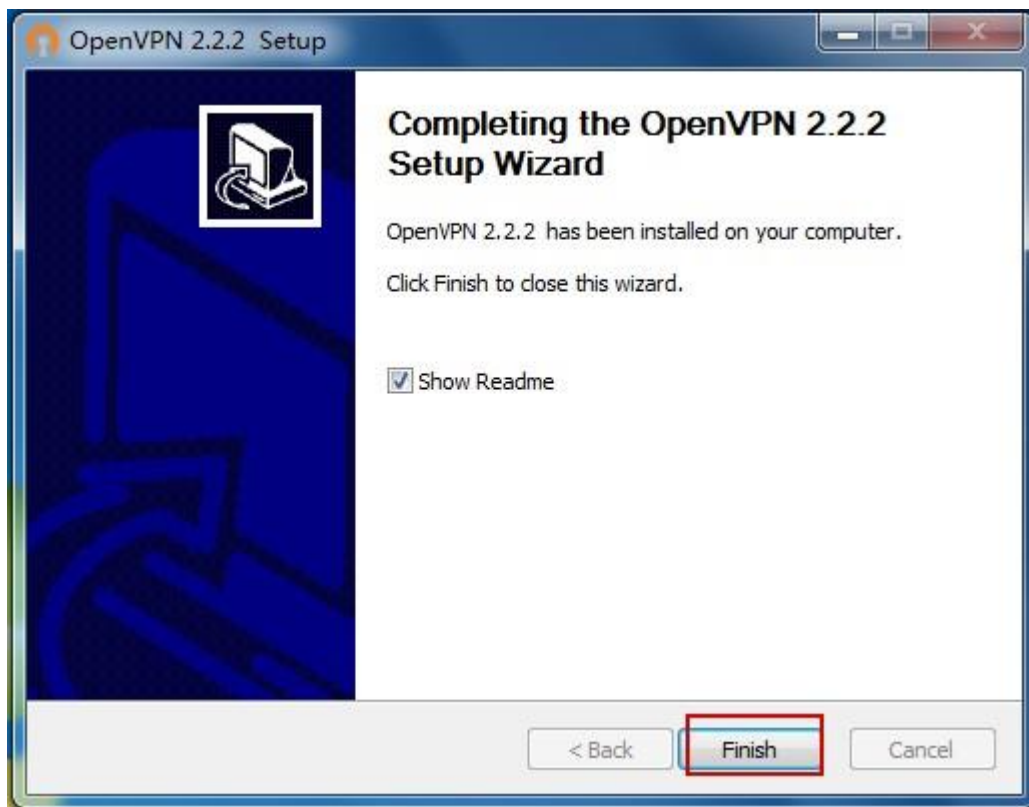 OpenVPN 2.2.2 Setup
Completing the OpenVPN 2.2.2
Setup Wizard
OpenVPN 2.2.2 has been installed on your computer.
Click Finish to close this wizard.
Show Readme
< Back Finish Cancel